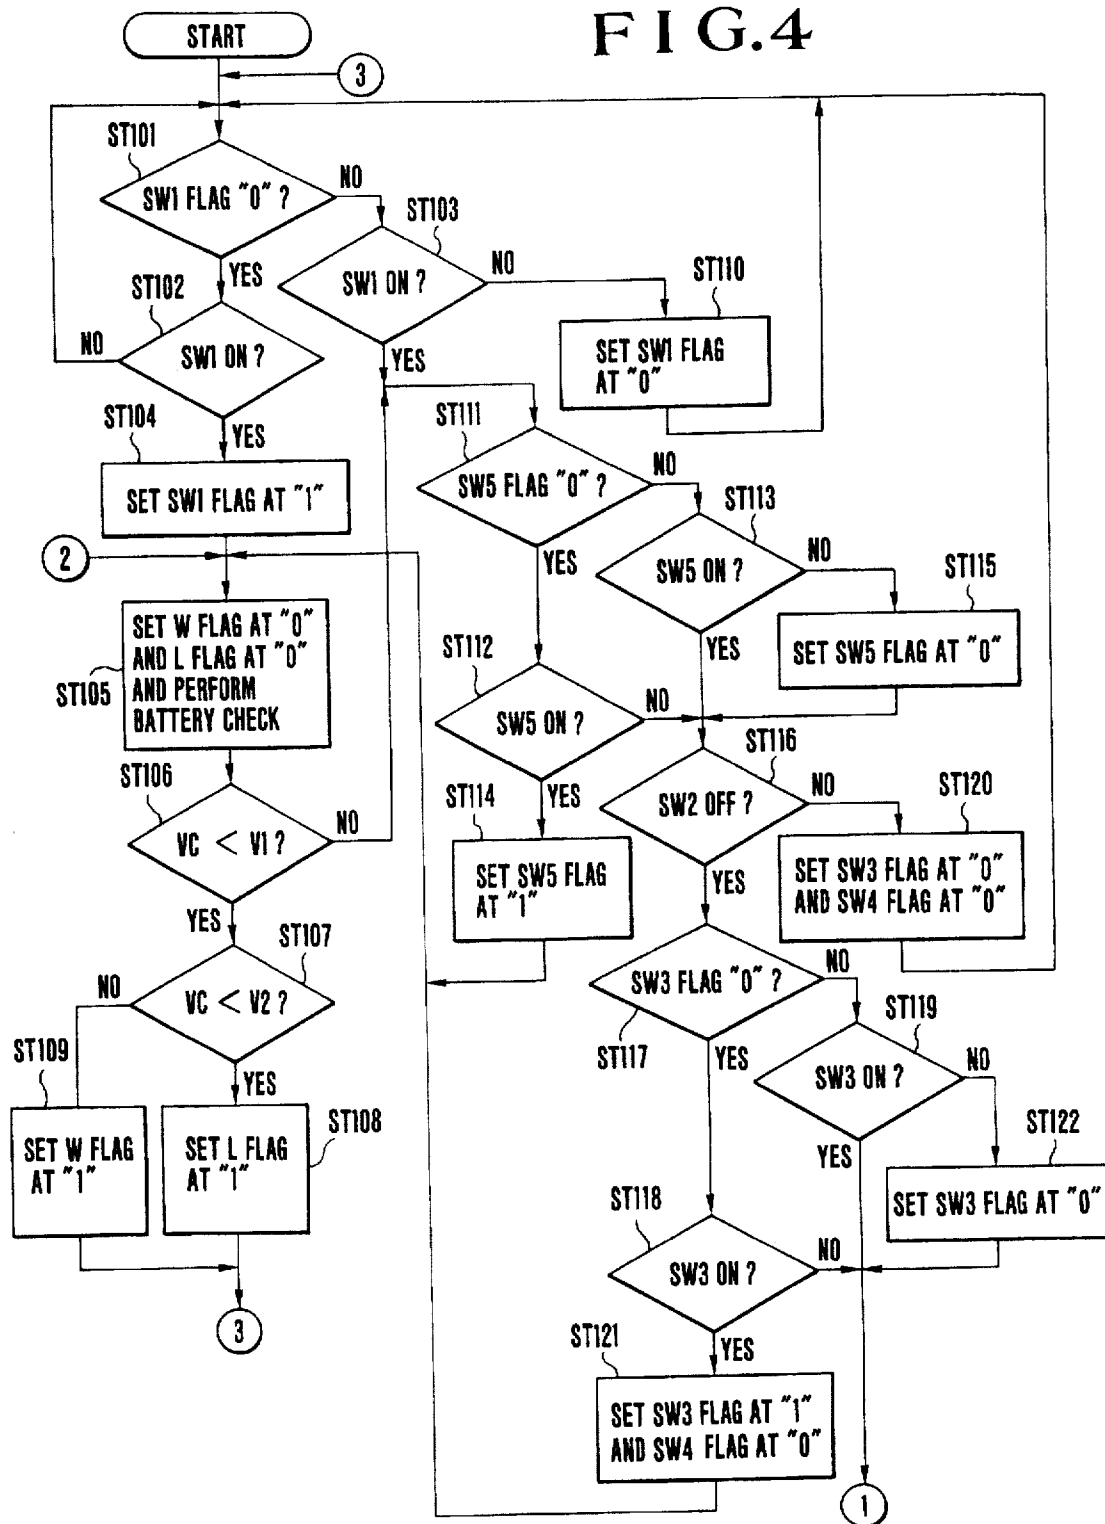 FIG.4
START
3
ST101
SW1 FLAG "0" ?
NO
YES
ST103
SW1 ON ?
NO
YES
ST110
SET SW1 FLAG
AT "0"
ST102
SW1 ON ?
NO
YES
ST104
SET SW1 FLAG AT "1"
2
ST105
SET W FLAG AT "0"
AND L FLAG AT "0"
AND PERFORM
BATTERY CHECK
ST106
VC < V1 ?
NO
YES
ST107
VC < V2 ?
NO
YES
ST109
SET W FLAG
AT "1"
ST108
SET L FLAG
AT "1"
3
ST111
SW5 FLAG "0" ?
NO
YES
ST113
SW5 ON ?
NO
YES
ST115
SET SW5 FLAG AT "0"
ST112
SW5 ON ?
NO
YES
ST114
SET SW5 FLAG
AT "1"
ST116
SW2 OFF ?
NO
YES
ST120
SET SW3 FLAG AT "0"
AND SW4 FLAG AT "0"
ST117
SW3 FLAG "0" ?
NO
YES
ST119
SW3 ON ?
NO
YES
ST122
SET SW3 FLAG AT "0"
ST118
SW3 ON ?
NO
YES
ST121
SET SW3 FLAG AT "1"
AND SW4 FLAG AT "0"
1